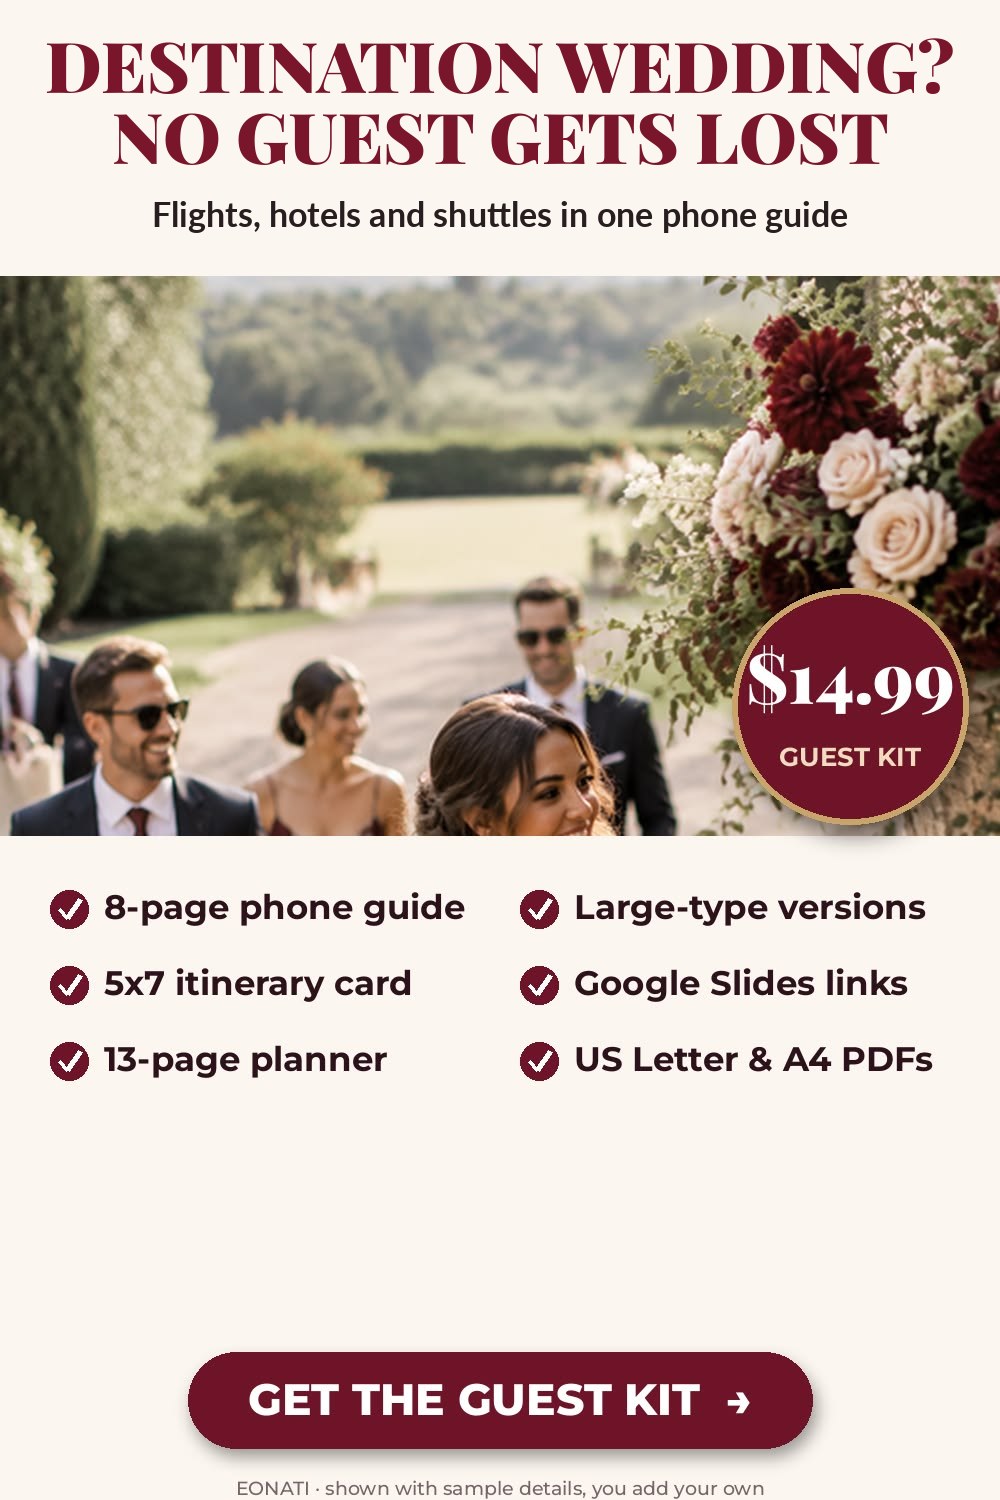 DESTINATION WEDDING?
NO GUEST GETS LOST
Flights, hotels and shuttles in one phone guide
$14.99
GUEST KIT
8-page phone guide
Large-type versions
5x7 itinerary card
Google Slides links
13-page planner
US Letter & A4 PDFs
GET THE GUEST KIT →
EONATI · shown with sample details, you add your own